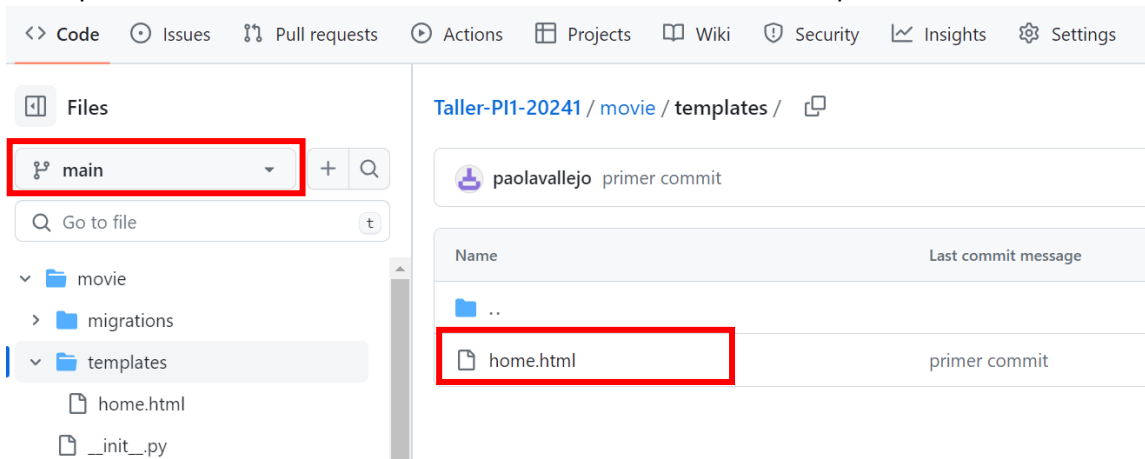 <> Code Issues Pull requests Actions Projects Wiki Security Insights Settings
Files
main
Go to file t
movie
migrations
templates
home.html
__init__.py
Taller-PI1-20241 / movie / templates /
paolavallejo primer commit
Name Last commit message
..
home.html primer commit